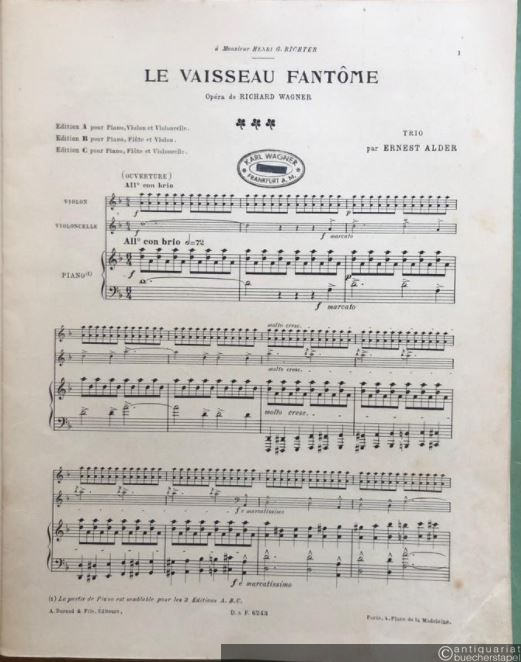 à Monsieur HENRI G. RICHTER
1
LE VAISSEAU FANTÔME
Opéra de RICHARD WAGNER
Edition A pour Piano, Violon et Violoncelle.
Edition B pour Piano, Flûte et Violon.
Edition C pour Piano, Flûte et Violoncelle.
TRIO
par ERNEST ALDER
KARL WAGNER
FRANKFURT A. M.
(OUVERTURE)
Allº con brio
VIOLON
f
p
VIOLONCELLE
f
f marcato
Allº con brio =72
PIANO(1)
f
p
f marcato
molto cresc.
molto cresc.
molto cresc.
f e marcatissimo
f e marcatissimo
(1) La partie de Piano est semblable pour les 3 Editions A. B. C.
A. Durand & Fils, Editeurs.
D. & F. 6243
Paris, 4, Place de la Madeleine.
antiquariat
buecherstapel